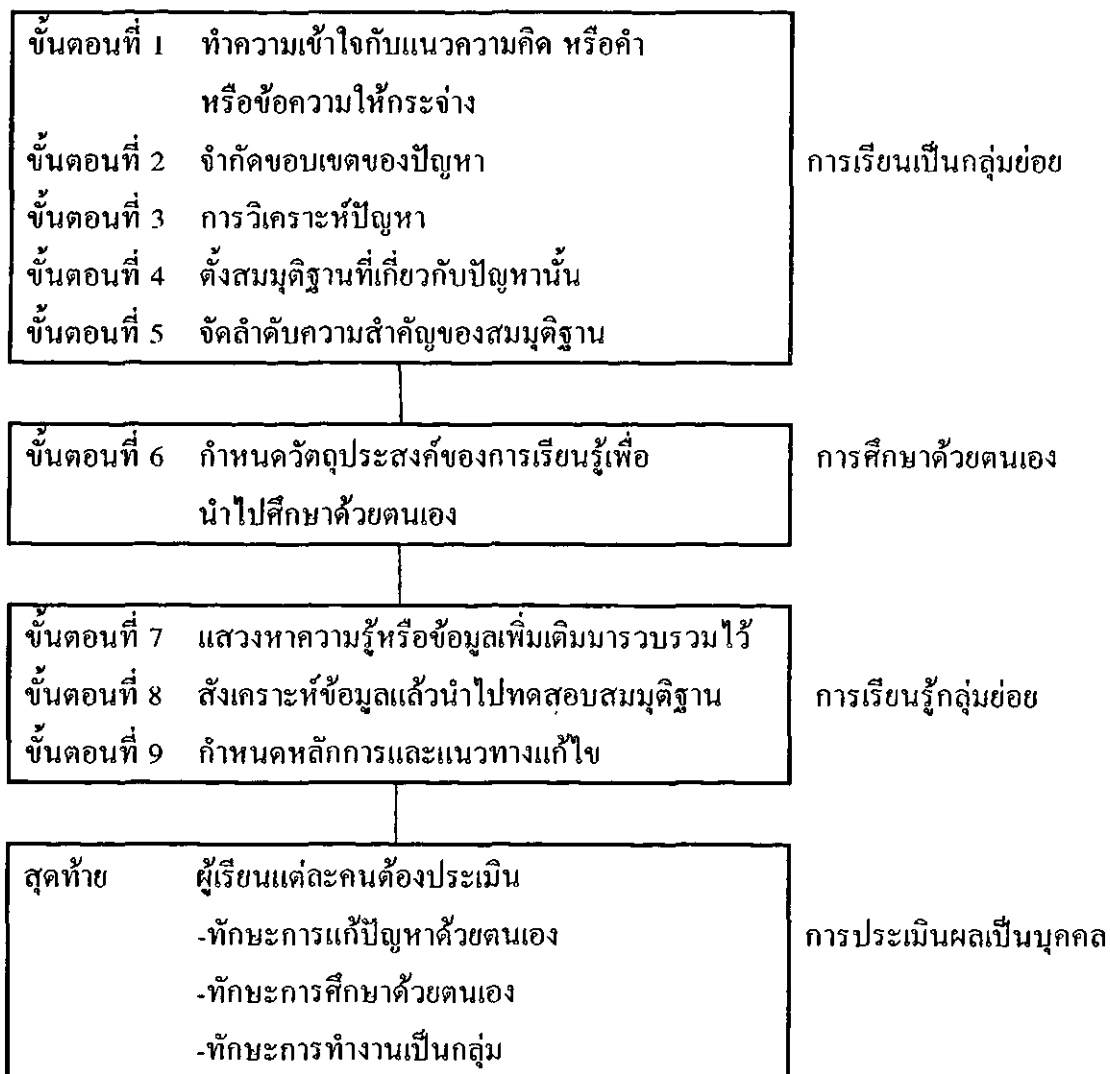 ขั้นตอนที่ 1 ทำความเข้าใจกับแนวความคิด หรือคำ
หรือข้อความให้กระจ่าง
ขั้นตอนที่ 2 จำกัดขอบเขตของปัญหา การเรียนเป็นกลุ่มย่อย
ขั้นตอนที่ 3 การวิเคราะห์ปัญหา
ขั้นตอนที่ 4 ตั้งสมมุติฐานที่เกี่ยวกับปัญหานั้น
ขั้นตอนที่ 5 จัดลำดับความสำคัญของสมมุติฐาน
ขั้นตอนที่ 6 กำหนดวัตถุประสงค์ของการเรียนรู้เพื่อ การศึกษาด้วยตนเอง
นำไปศึกษาด้วยตนเอง
ขั้นตอนที่ 7 แสวงหาความรู้หรือข้อมูลเพิ่มเติมมารวบรวมไว้
ขั้นตอนที่ 8 สังเคราะห์ข้อมูลแล้วนำไปทดสอบสมมุติฐาน การเรียนรู้กลุ่มย่อย
ขั้นตอนที่ 9 กำหนดหลักการและแนวทางแก้ไข
สุดท้าย ผู้เรียนแต่ละคนต้องประเมิน
-ทักษะการแก้ปัญหาด้วยตนเอง การประเมินผลเป็นบุคคล
-ทักษะการศึกษาด้วยตนเอง
-ทักษะการทำงานเป็นกลุ่ม